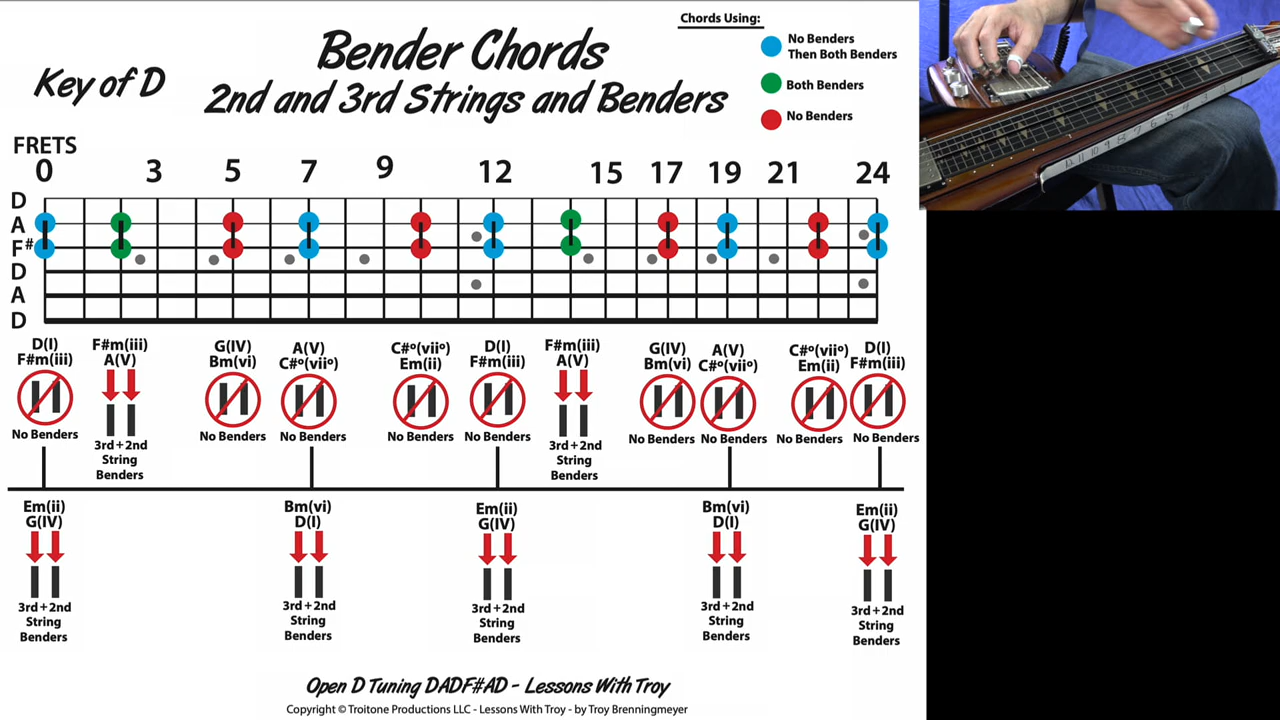 Chords Using:
No Benders
Then Both Benders
Both Benders
No Benders
Bender Chords
Key of D
2nd and 3rd Strings and Benders
FRETS
0 3 5 7 9 12 15 17 19 21 24
D
A
F#
D
A
D
D(I) F#m(iii) G(IV) A(V) C#º(viiº) D(I) F#m(iii) G(IV) A(V) C#º(viiº) D(I)
F#m(iii) A(V) Bm(vi) C#º(viiº) Em(ii) F#m(iii) A(V) Bm(vi) C#º(viiº) Em(ii) F#m(iii)
No Benders No Benders No Benders No Benders No Benders No Benders No Benders No Benders No Benders
3rd+2nd 3rd+2nd
String String
Benders Benders
Em(ii) Bm(vi) Em(ii) Bm(vi) Em(ii)
G(IV) D(I) G(IV) D(I) G(IV)
3rd+2nd 3rd+2nd 3rd+2nd 3rd+2nd 3rd+2nd
String String String String String
Benders Benders Benders Benders Benders
Open D Tuning DADF#AD - Lessons With Troy
Copyright © Troitone Productions LLC - Lessons With Troy - by Troy Brenningmeyer